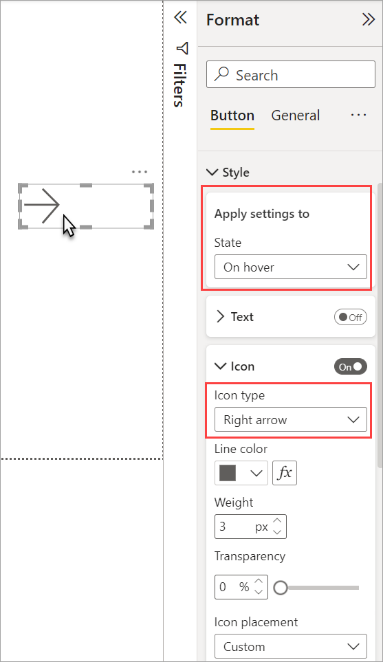 Format
Filters
Search
Button General
Style
Apply settings to
State
On hover
Text Off
Icon On
Icon type
Right arrow
Line color
fx
Weight
3 px
Transparency
0 %
Icon placement
Custom